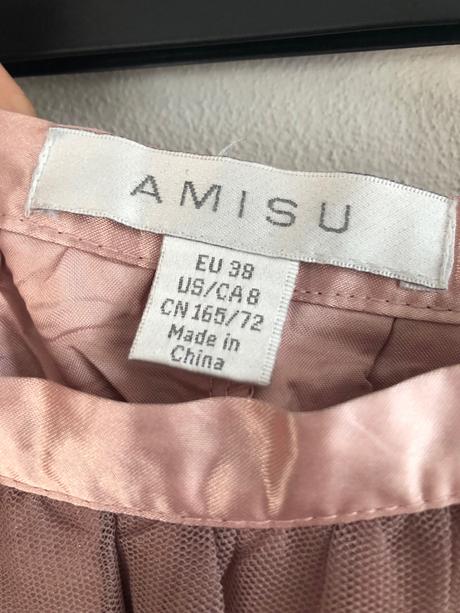 AMISU
EU 38
US/CA 8
CN 165/72
Made in
China